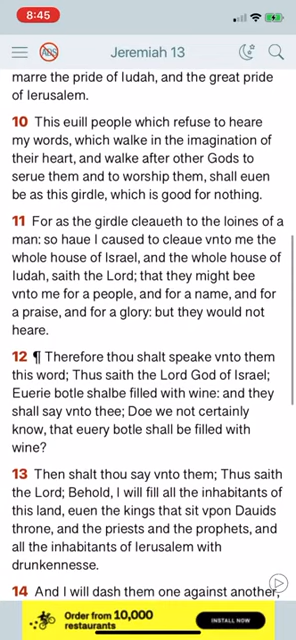 8:45
ADS
Jeremiah 13
marre the pride of Iudah, and the great pride
of Ierusalem.
10 This euill people which refuse to heare
my words, which walke in the imagination of
their heart, and walke after other Gods to
serue them and to worship them, shall euen
be as this girdle, which is good for nothing.
11 For as the girdle cleaueth to the loines of a
man: so haue I caused to cleaue vnto me the
whole house of Israel, and the whole house of
Iudah, saith the Lord; that they might bee
vnto me for a people, and for a name, and for
a praise, and for a glory: but they would not
heare.
12 ¶ Therefore thou shalt speake vnto them
this word; Thus saith the Lord God of Israel;
Euerie botle shalbe filled with wine: and they
shall say vnto thee; Doe we not certainly
know, that euery botle shall be filled with
wine?
13 Then shalt thou say vnto them; Thus saith
the Lord; Behold, I will fill all the inhabitants of
this land, euen the kings that sit vpon Dauids
throne, and the priests and the prophets, and
all the inhabitants of Ierusalem with
drunkennesse.
14 And I will dash them one against another,
Order from 10,000
restaurants
INSTALL NOW